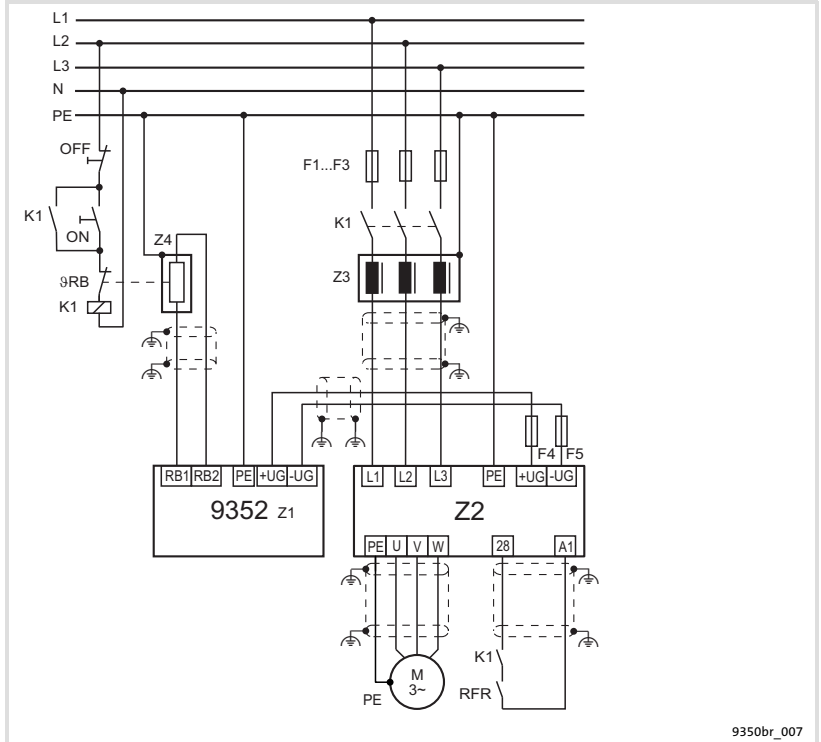 L1
L2
L3
N
PE
OFF
F1...F3
K1
K1
ON
Z4
ϑRB
Z3
K1
F4 F5
RB1 RB2 PE +UG -UG
L1 L2 L3 PE +UG -UG
9352 Z1
Z2
PE U V W 28 A1
K1
M
3~
RFR
PE
9350br_007